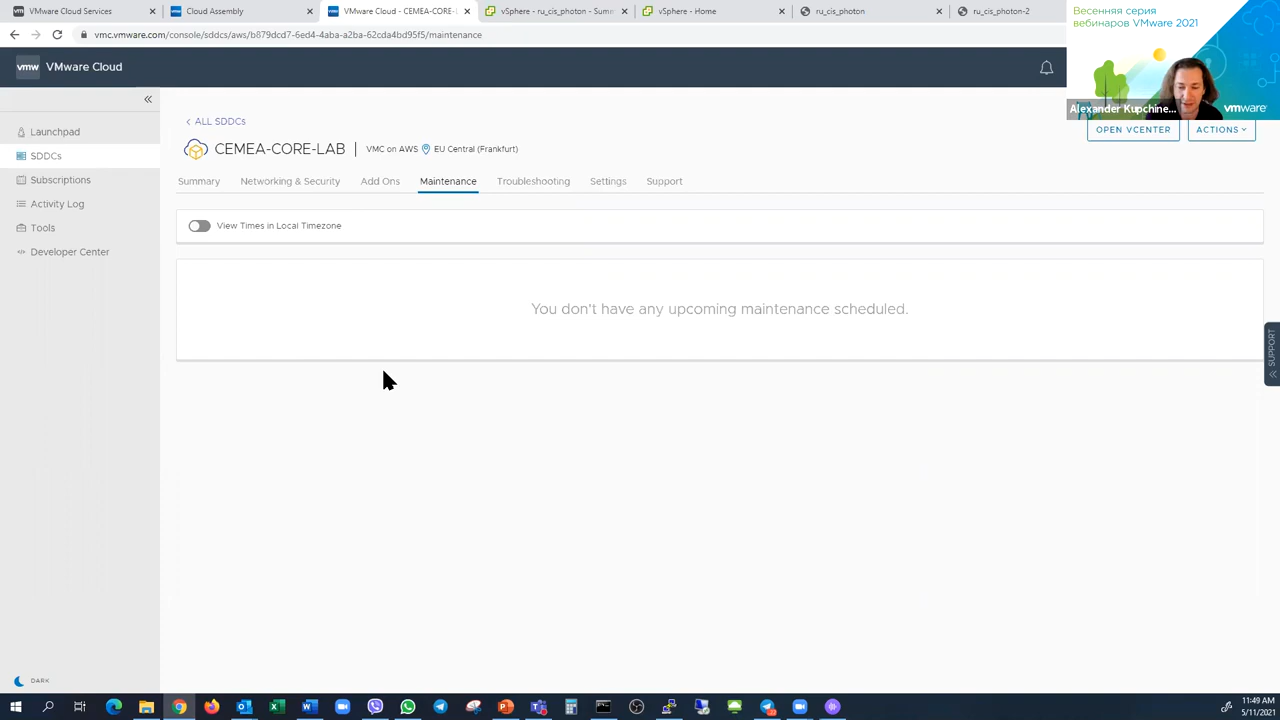 VMware Cloud Services
Cloud Assembly
VMware Cloud - CEMEA-CORE-L
vSphere - ru_cis_photon - Summ
vSphere - Home
ru_cis_photon
ru_cis_photon-2
vmc.vmware.com/console/sddcs/aws/b879dcd7-6ed4-4aba-a2ba-62cba4bd95f5/maintenance
Весенняя серия
вебинаров VMware 2021
Alexander Kupchine...
vmware
vmw VMware Cloud
Launchpad
SDDCs
Subscriptions
Activity Log
Tools
Developer Center
DARK
ALL SDDCs
CEMEA-CORE-LAB
VMC on AWS EU Central (Frankfurt)
OPEN VCENTER
ACTIONS
Summary
Networking & Security
Add Ons
Maintenance
Troubleshooting
Settings
Support
View Times in Local Timezone
You don't have any upcoming maintenance scheduled.
SUPPORT
11:49 AM
5/11/2021